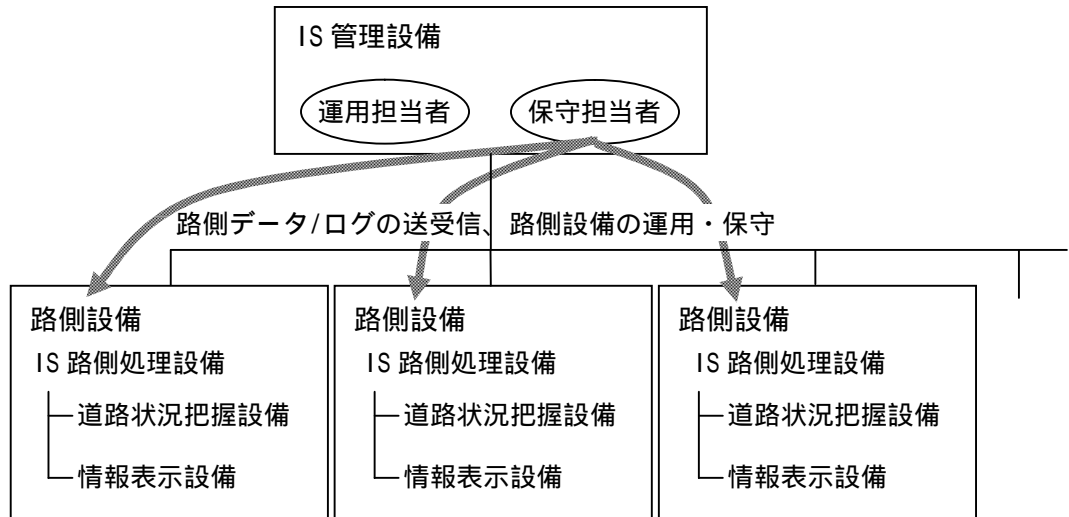 IS 管理設備
運用担当者
保守担当者
路側データ/ログの送受信、路側設備の運用・保守
路側設備
IS 路側処理設備
道路状況把握設備
情報表示設備
路側設備
IS 路側処理設備
道路状況把握設備
情報表示設備
路側設備
IS 路側処理設備
道路状況把握設備
情報表示設備